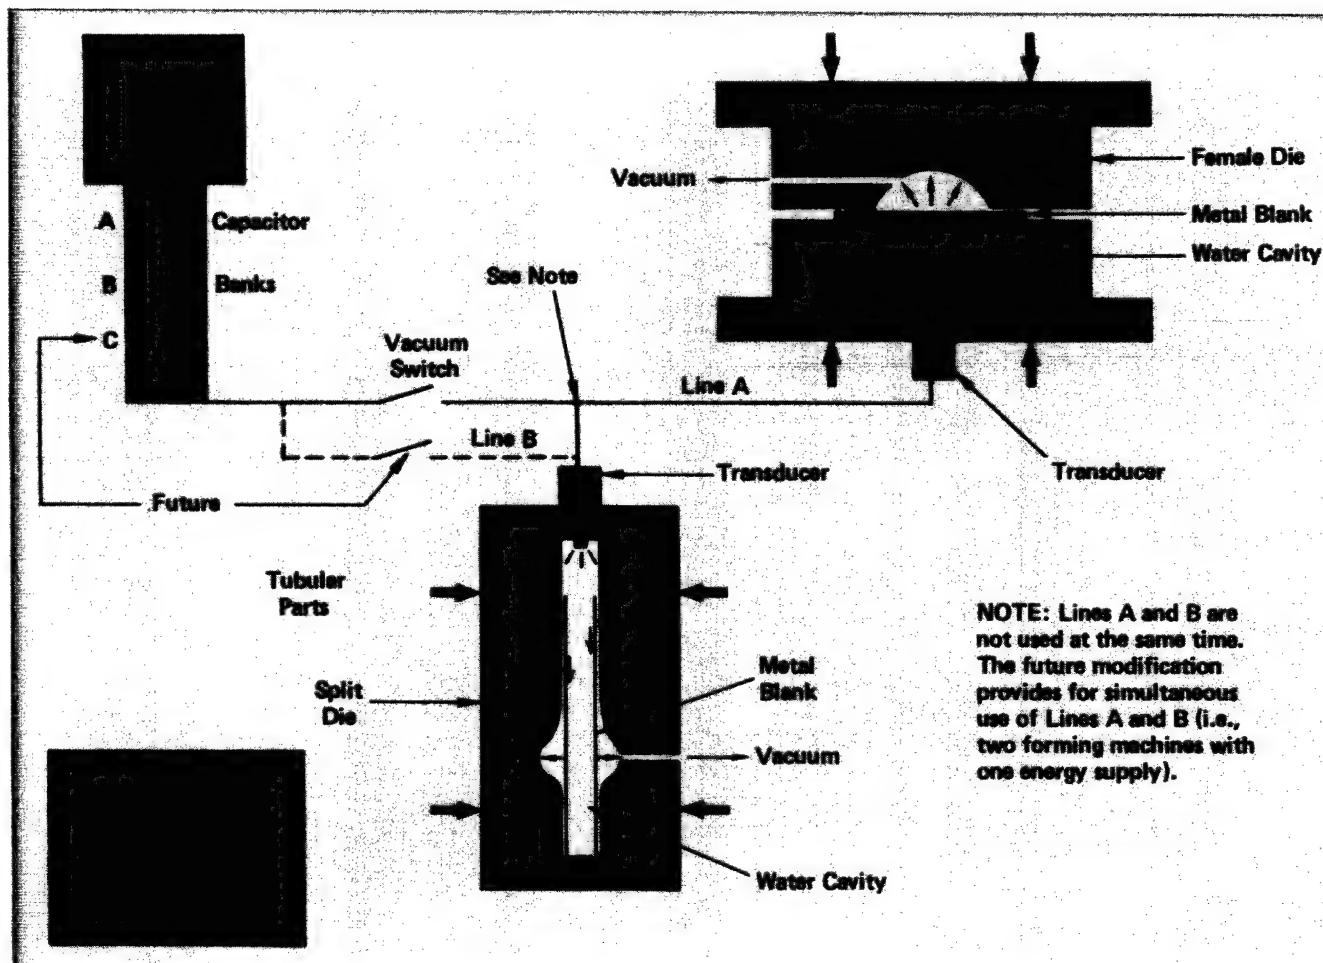 Vacuum
Female Die
Metal Blank
Water Cavity
A
Capacitor
B
Banks
C
See Note
Vacuum
Switch
Line A
Line B
Future
Transducer
Transducer
Tubular
Parts
Split
Die
Metal
Blank
Vacuum
Water Cavity
NOTE: Lines A and B are
not used at the same time.
The future modification
provides for simultaneous
use of Lines A and B (i.e.,
two forming machines with
one energy supply).